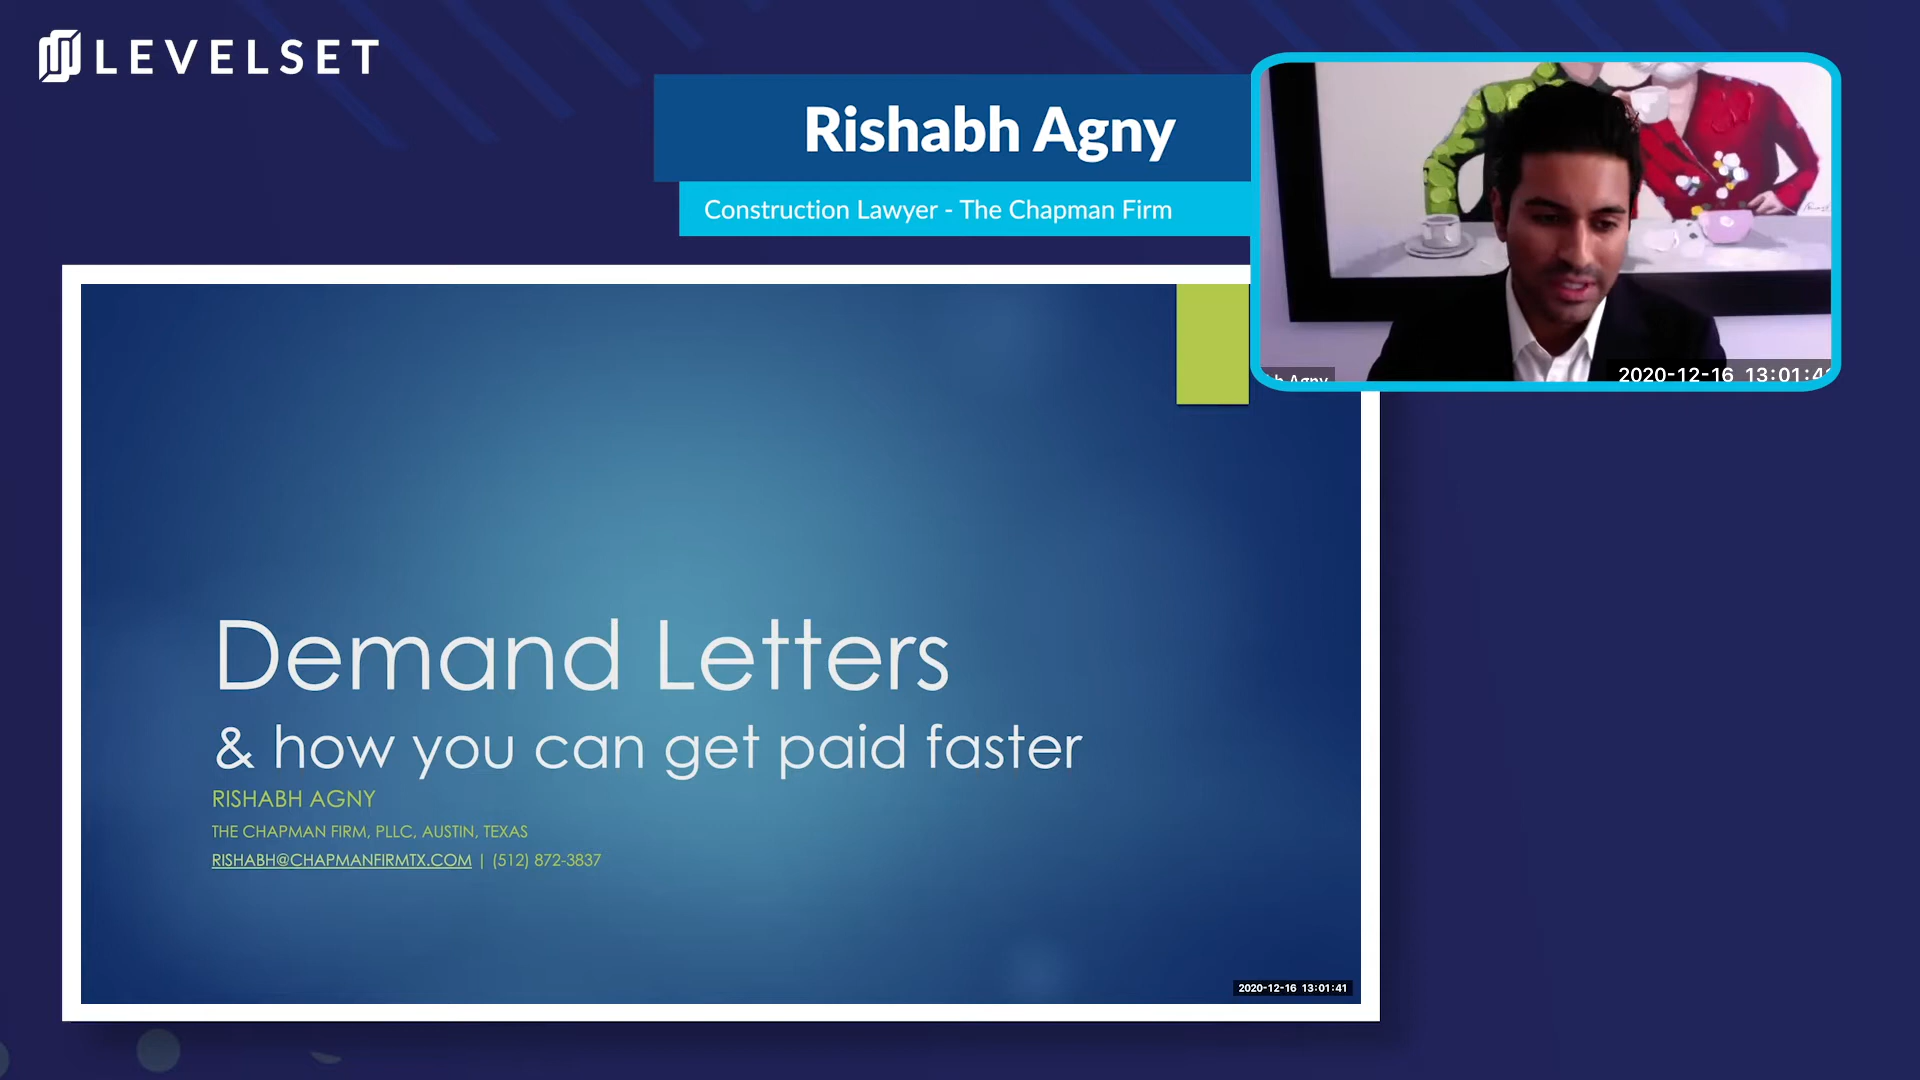 LEVELSET
Rishabh Agny
Construction Lawyer - The Chapman Firm
Agny
2020-12-16 13:01:4
Demand Letters
& how you can get paid faster
RISHABH AGNY
THE CHAPMAN FIRM, PLLC, AUSTIN, TEXAS
RISHABH@CHAPMANFIRMTX.COM | (512) 872-3837
2020-12-16 13:01:41